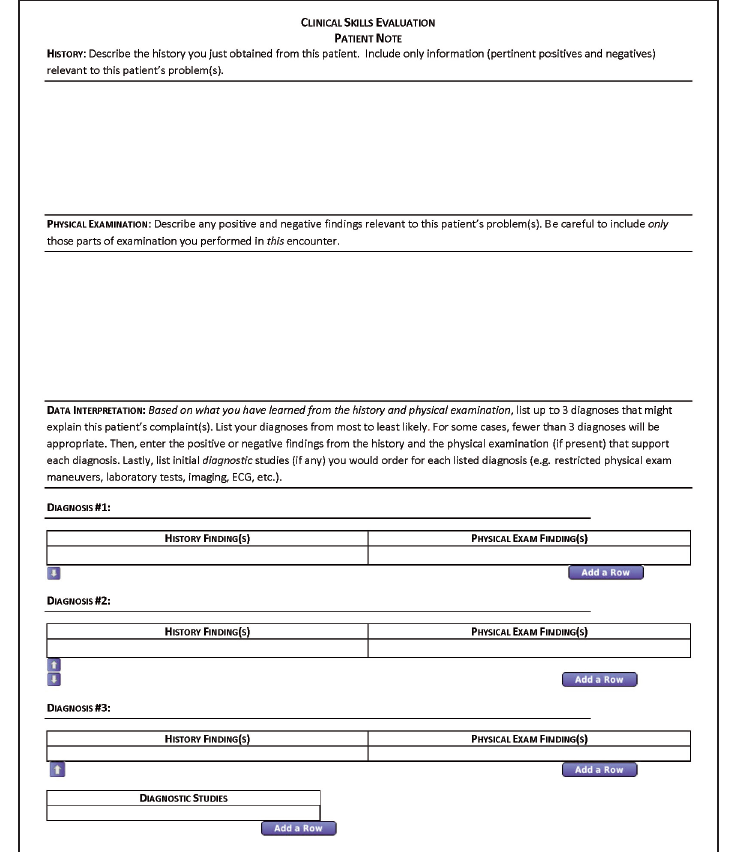 CLINICAL SKILLS EVALUATION
PATIENT NOTE
HISTORY: Describe the history you just obtained from this patient. Include only information (pertinent positives and negatives)
relevant to this patient's problem(s).
PHYSICAL EXAMINATION: Describe any positive and negative findings relevant to this patient's problem(s). Be careful to include only
those parts of examination you performed in this encounter.
DATA INTERPRETATION: Based on what you have learned from the history and physical examination, list up to 3 diagnoses that might
explain this patient's complaint(s). List your diagnoses from most to least likely. For some cases, fewer than 3 diagnoses will be
appropriate. Then, enter the positive or negative findings from the history and the physical examination (if present) that support
each diagnosis. Lastly, list initial diagnostic studies (if any) you would order for each listed diagnosis (e.g. restricted physical exam
maneuvers, laboratory tests, imaging, ECG, etc.).
DIAGNOSIS #1:
HISTORY FINDING(S) PHYSICAL EXAM FINDING(S)
Add a Row
DIAGNOSIS #2:
HISTORY FINDING(S) PHYSICAL EXAM FINDING(S)
Add a Row
DIAGNOSIS #3:
HISTORY FINDING(S) PHYSICAL EXAM FINDING(S)
Add a Row
DIAGNOSTIC STUDIES
Add a Row